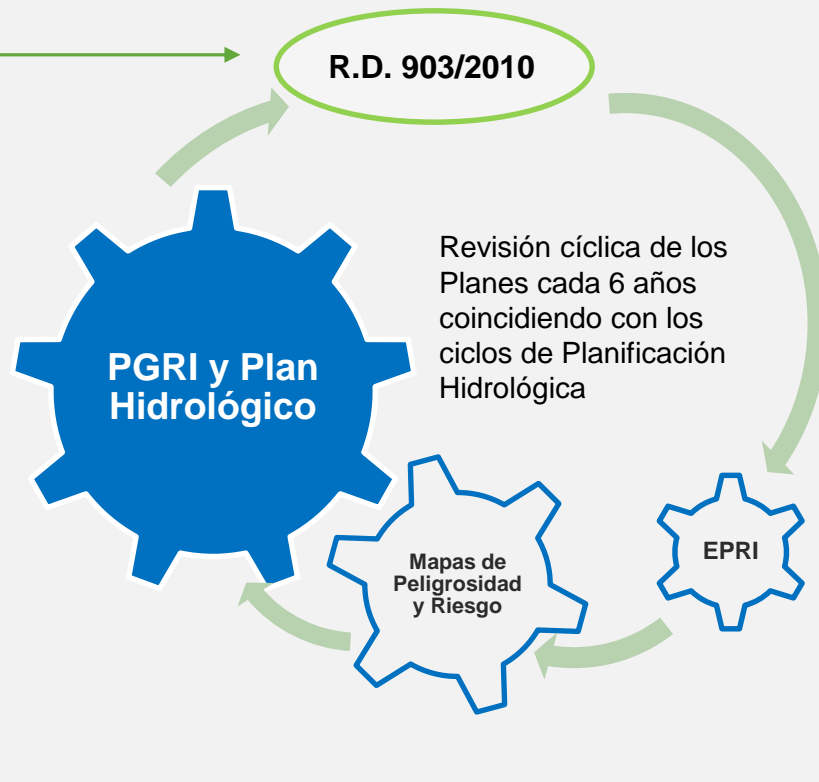 R.D. 903/2010
Revisión cíclica de los
Planes cada 6 años
coincidiendo con los
ciclos de Planificación
Hidrológica
PGRI y Plan
Hidrológico
Mapas de
Peligrosidad
y Riesgo
EPRI